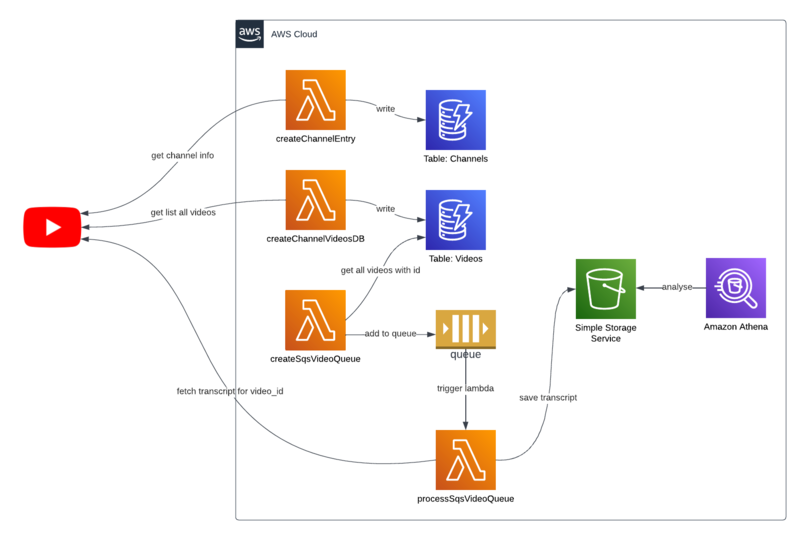 aws
AWS Cloud
createChannelEntry
write
Table: Channels
get channel info
createChannelVideosDB
write
Table: Videos
get list all videos
get all videos with id
createSqsVideoQueue
add to queue
queue
Simple Storage
Service
analyse
Amazon Athena
trigger lambda
fetch transcript for video_id
save transcript
processSqsVideoQueue